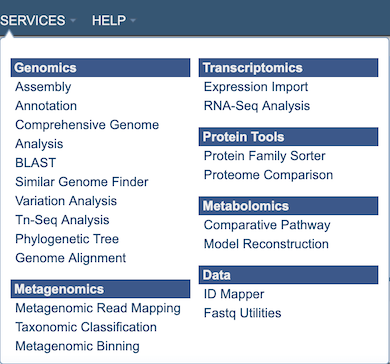 SERVICES HELP
Genomics
Assembly
Annotation
Comprehensive Genome
Analysis
BLAST
Similar Genome Finder
Variation Analysis
Tn-Seq Analysis
Phylogenetic Tree
Genome Alignment
Metagenomics
Metagenomic Read Mapping
Taxonomic Classification
Metagenomic Binning
Transcriptomics
Expression Import
RNA-Seq Analysis
Protein Tools
Protein Family Sorter
Proteome Comparison
Metabolomics
Comparative Pathway
Model Reconstruction
Data
ID Mapper
Fastq Utilities